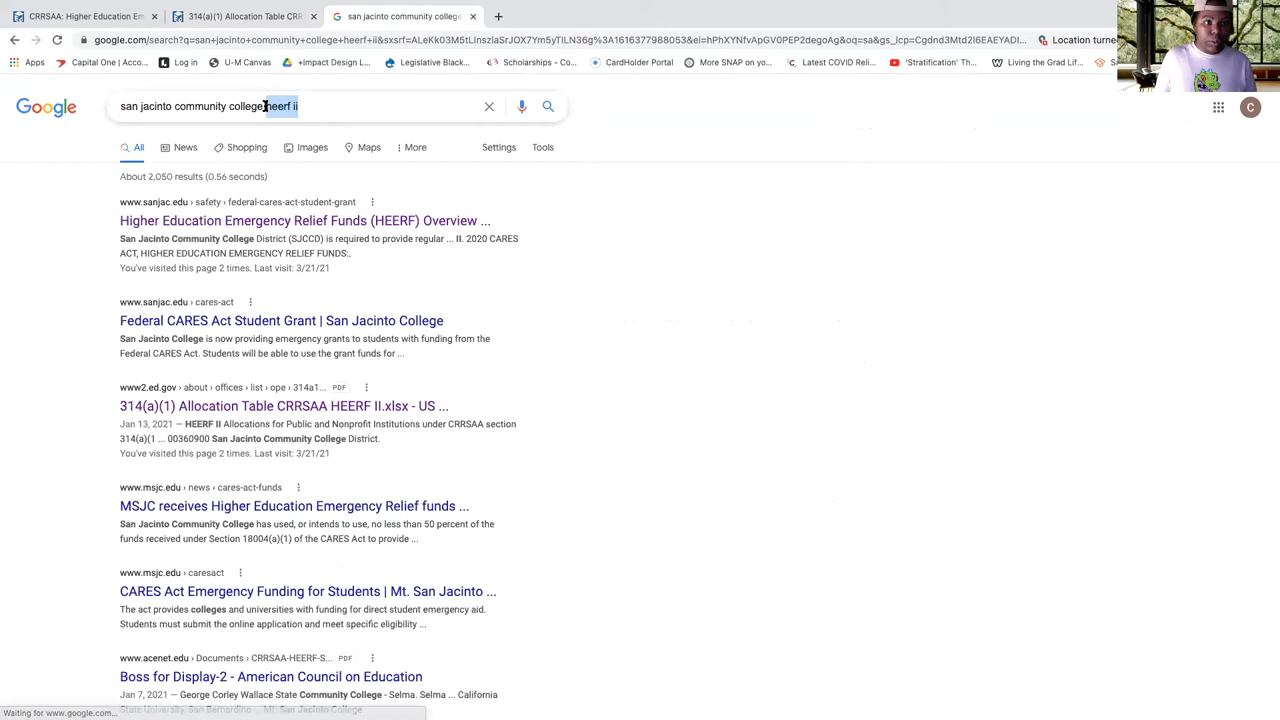 CRRSAA: Higher Education Em
314(a)(1) Allocation Table CRR
san jacinto community college
google.com/search?q=san+jacinto+community+college+heerf+ii&sxsrf=ALeKk03M5tLInszlaSrJOX7Ym5yTlLN36g%3A1616377988053&ei=hPhXYNfvApGV0PEP2degoAg&oq=sa&gs_lcp=Cgdnd3Mtd2l6EAEYADI...
Location turne
Apps
Capital One | Acco...
Log in
U-M Canvas
+Impact Design L...
Legislative Black...
Scholarships - Co...
CardHolder Portal
More SNAP on yo...
Latest COVID Reli...
'Stratification' Th...
Living the Grad Lif...
Google
san jacinto community college heerf ii
C
All
News
Shopping
Images
Maps
More
Settings
Tools
About 2,050 results (0.56 seconds)
www.sanjac.edu › safety › federal-cares-act-student-grant
Higher Education Emergency Relief Funds (HEERF) Overview ...
San Jacinto Community College District (SJCCD) is required to provide regular ... II. 2020 CARES
ACT, HIGHER EDUCATION EMERGENCY RELIEF FUNDS:.
You've visited this page 2 times. Last visit: 3/21/21
www.sanjac.edu › cares-act
Federal CARES Act Student Grant | San Jacinto College
San Jacinto College is now providing emergency grants to students with funding from the
Federal CARES Act. Students will be able to use the grant funds for ...
www2.ed.gov › about › offices › list › ope › 314a1... PDF
314(a)(1) Allocation Table CRRSAA HEERF II.xlsx - US ...
Jan 13, 2021 — HEERF II Allocations for Public and Nonprofit Institutions under CRRSAA section
314(a)(1 ... 00360900 San Jacinto Community College District.
You've visited this page 2 times. Last visit: 3/21/21
www.msjc.edu › news › cares-act-funds
MSJC receives Higher Education Emergency Relief funds ...
San Jacinto Community College has used, or intends to use, no less than 50 percent of the
funds received under Section 18004(a)(1) of the CARES Act to provide ...
www.msjc.edu › caresact
CARES Act Emergency Funding for Students | Mt. San Jacinto ...
The act provides colleges and universities with funding for direct student emergency aid.
Students must submit the online application and meet specific eligibility ...
www.acenet.edu › Documents › CRRSAA-HEERF-S... PDF
Boss for Display-2 - American Council on Education
Jan 7, 2021 — George Corley Wallace State Community College - Selma. Selma ... California
State University, San Bernardino ... Mt. San Jacinto College
Waiting for www.google.com...